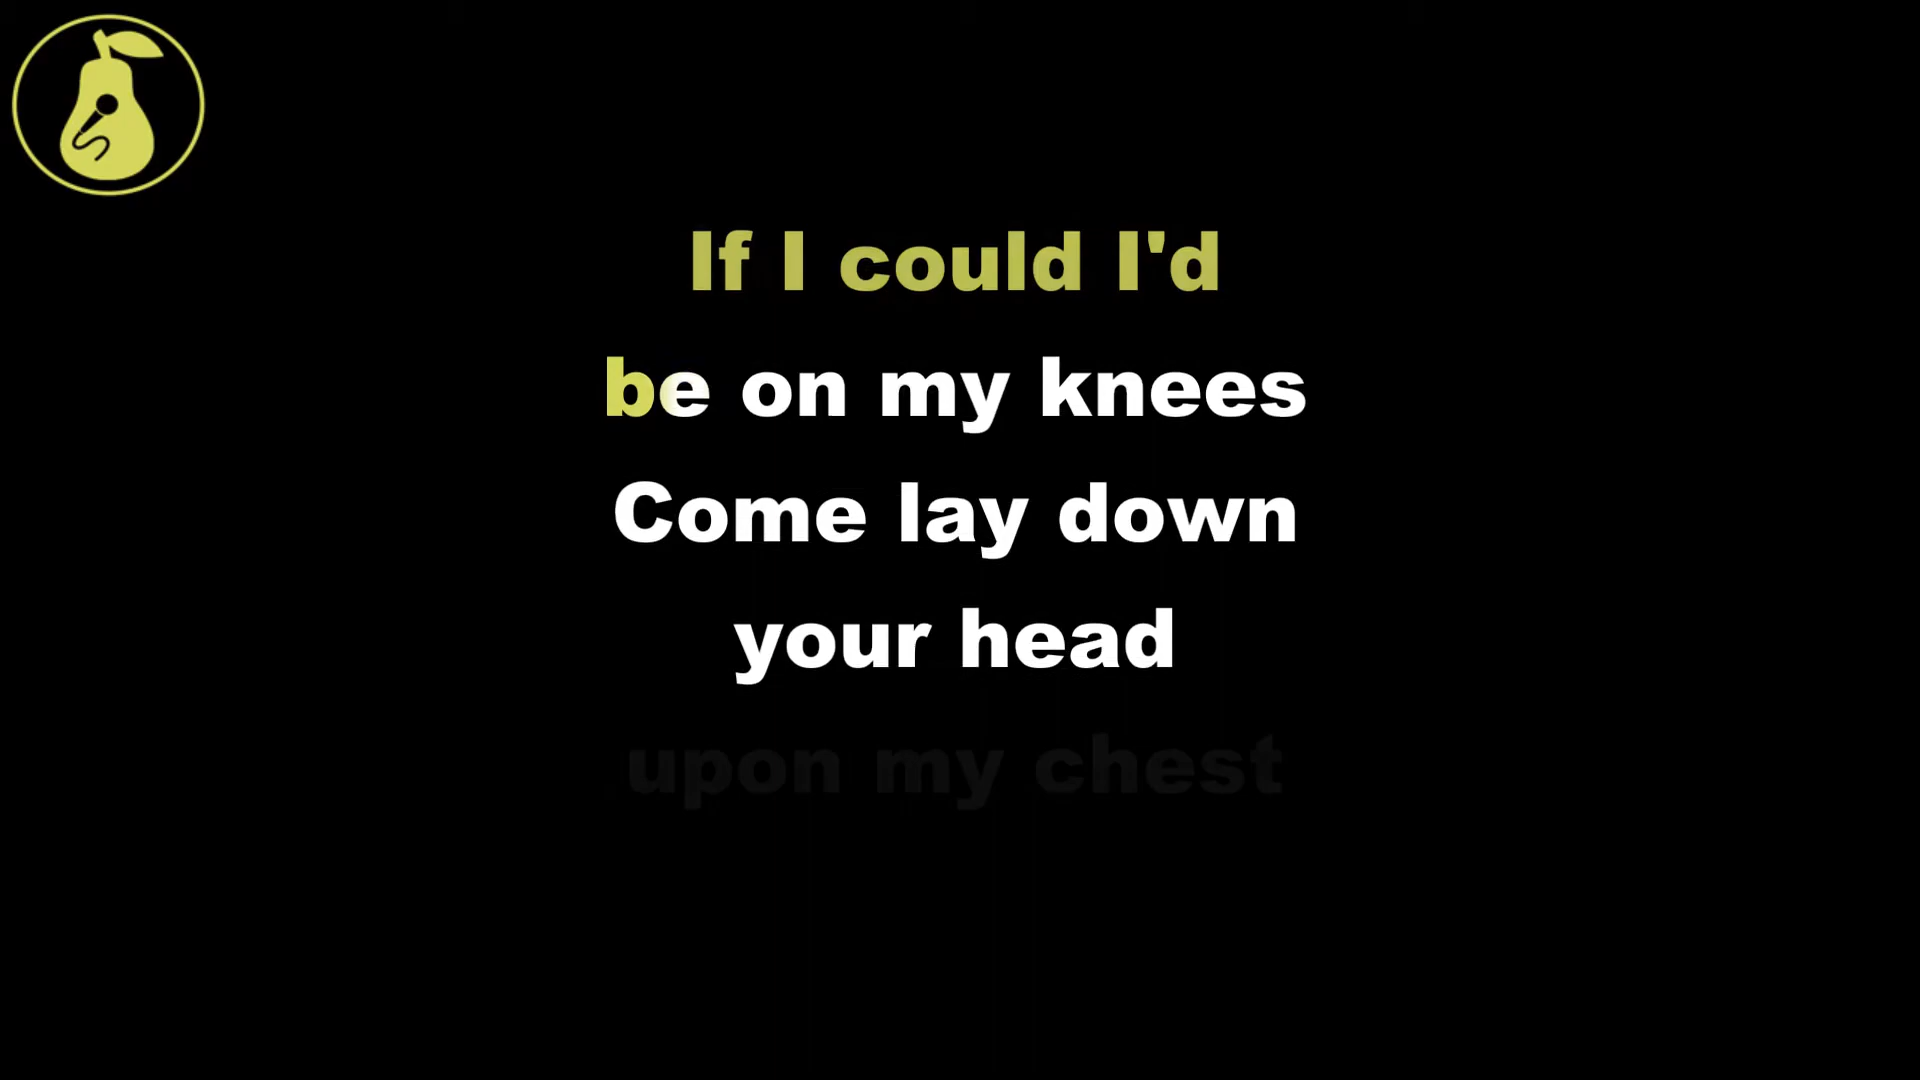 If I could I'd
be on my knees
Come lay down
your head
upon my chest